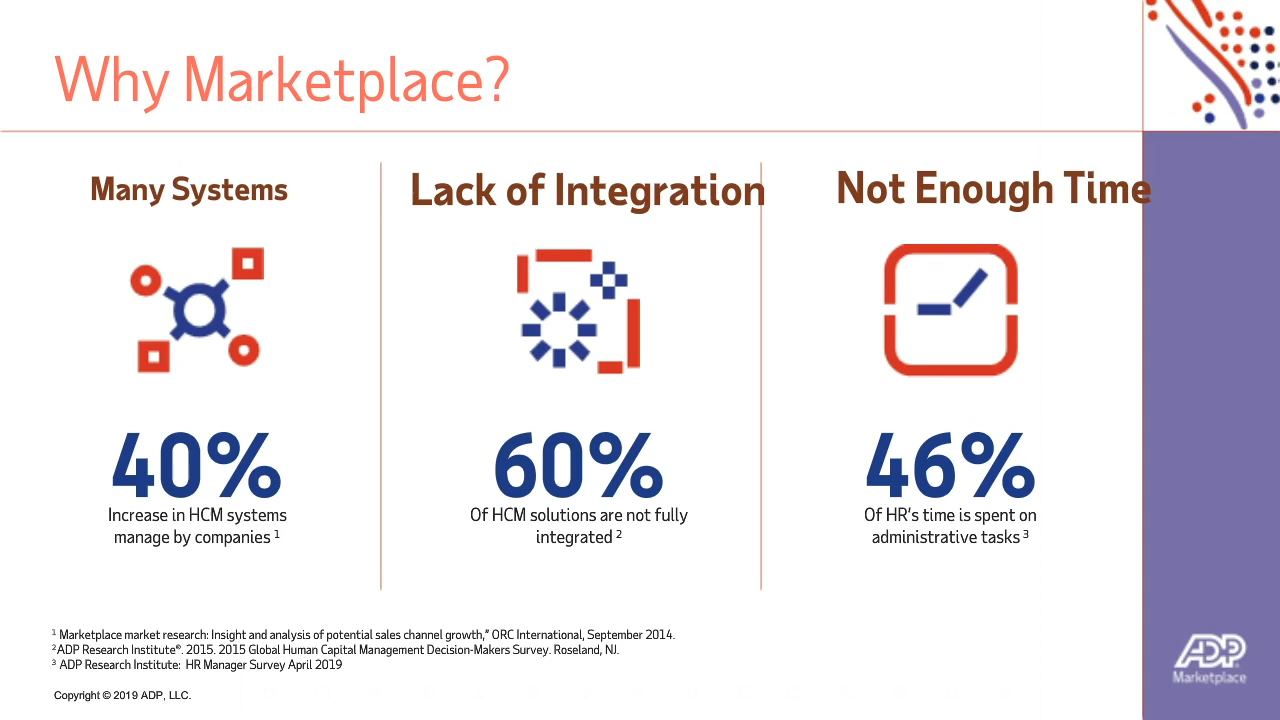 Why Marketplace?
Many Systems
40%
Increase in HCM systems
manage by companies ¹
Lack of Integration
60%
Of HCM solutions are not fully
integrated ²
Not Enough Time
46%
Of HR's time is spent on
administrative tasks ³
¹ Marketplace market research: Insight and analysis of potential sales channel growth,” ORC International, September 2014.
² ADP Research Institute®. 2015. 2015 Global Human Capital Management Decision-Makers Survey. Roseland, NJ.
³ ADP Research Institute: HR Manager Survey April 2019
Copyright © 2019 ADP, LLC.
ADP
Marketplace